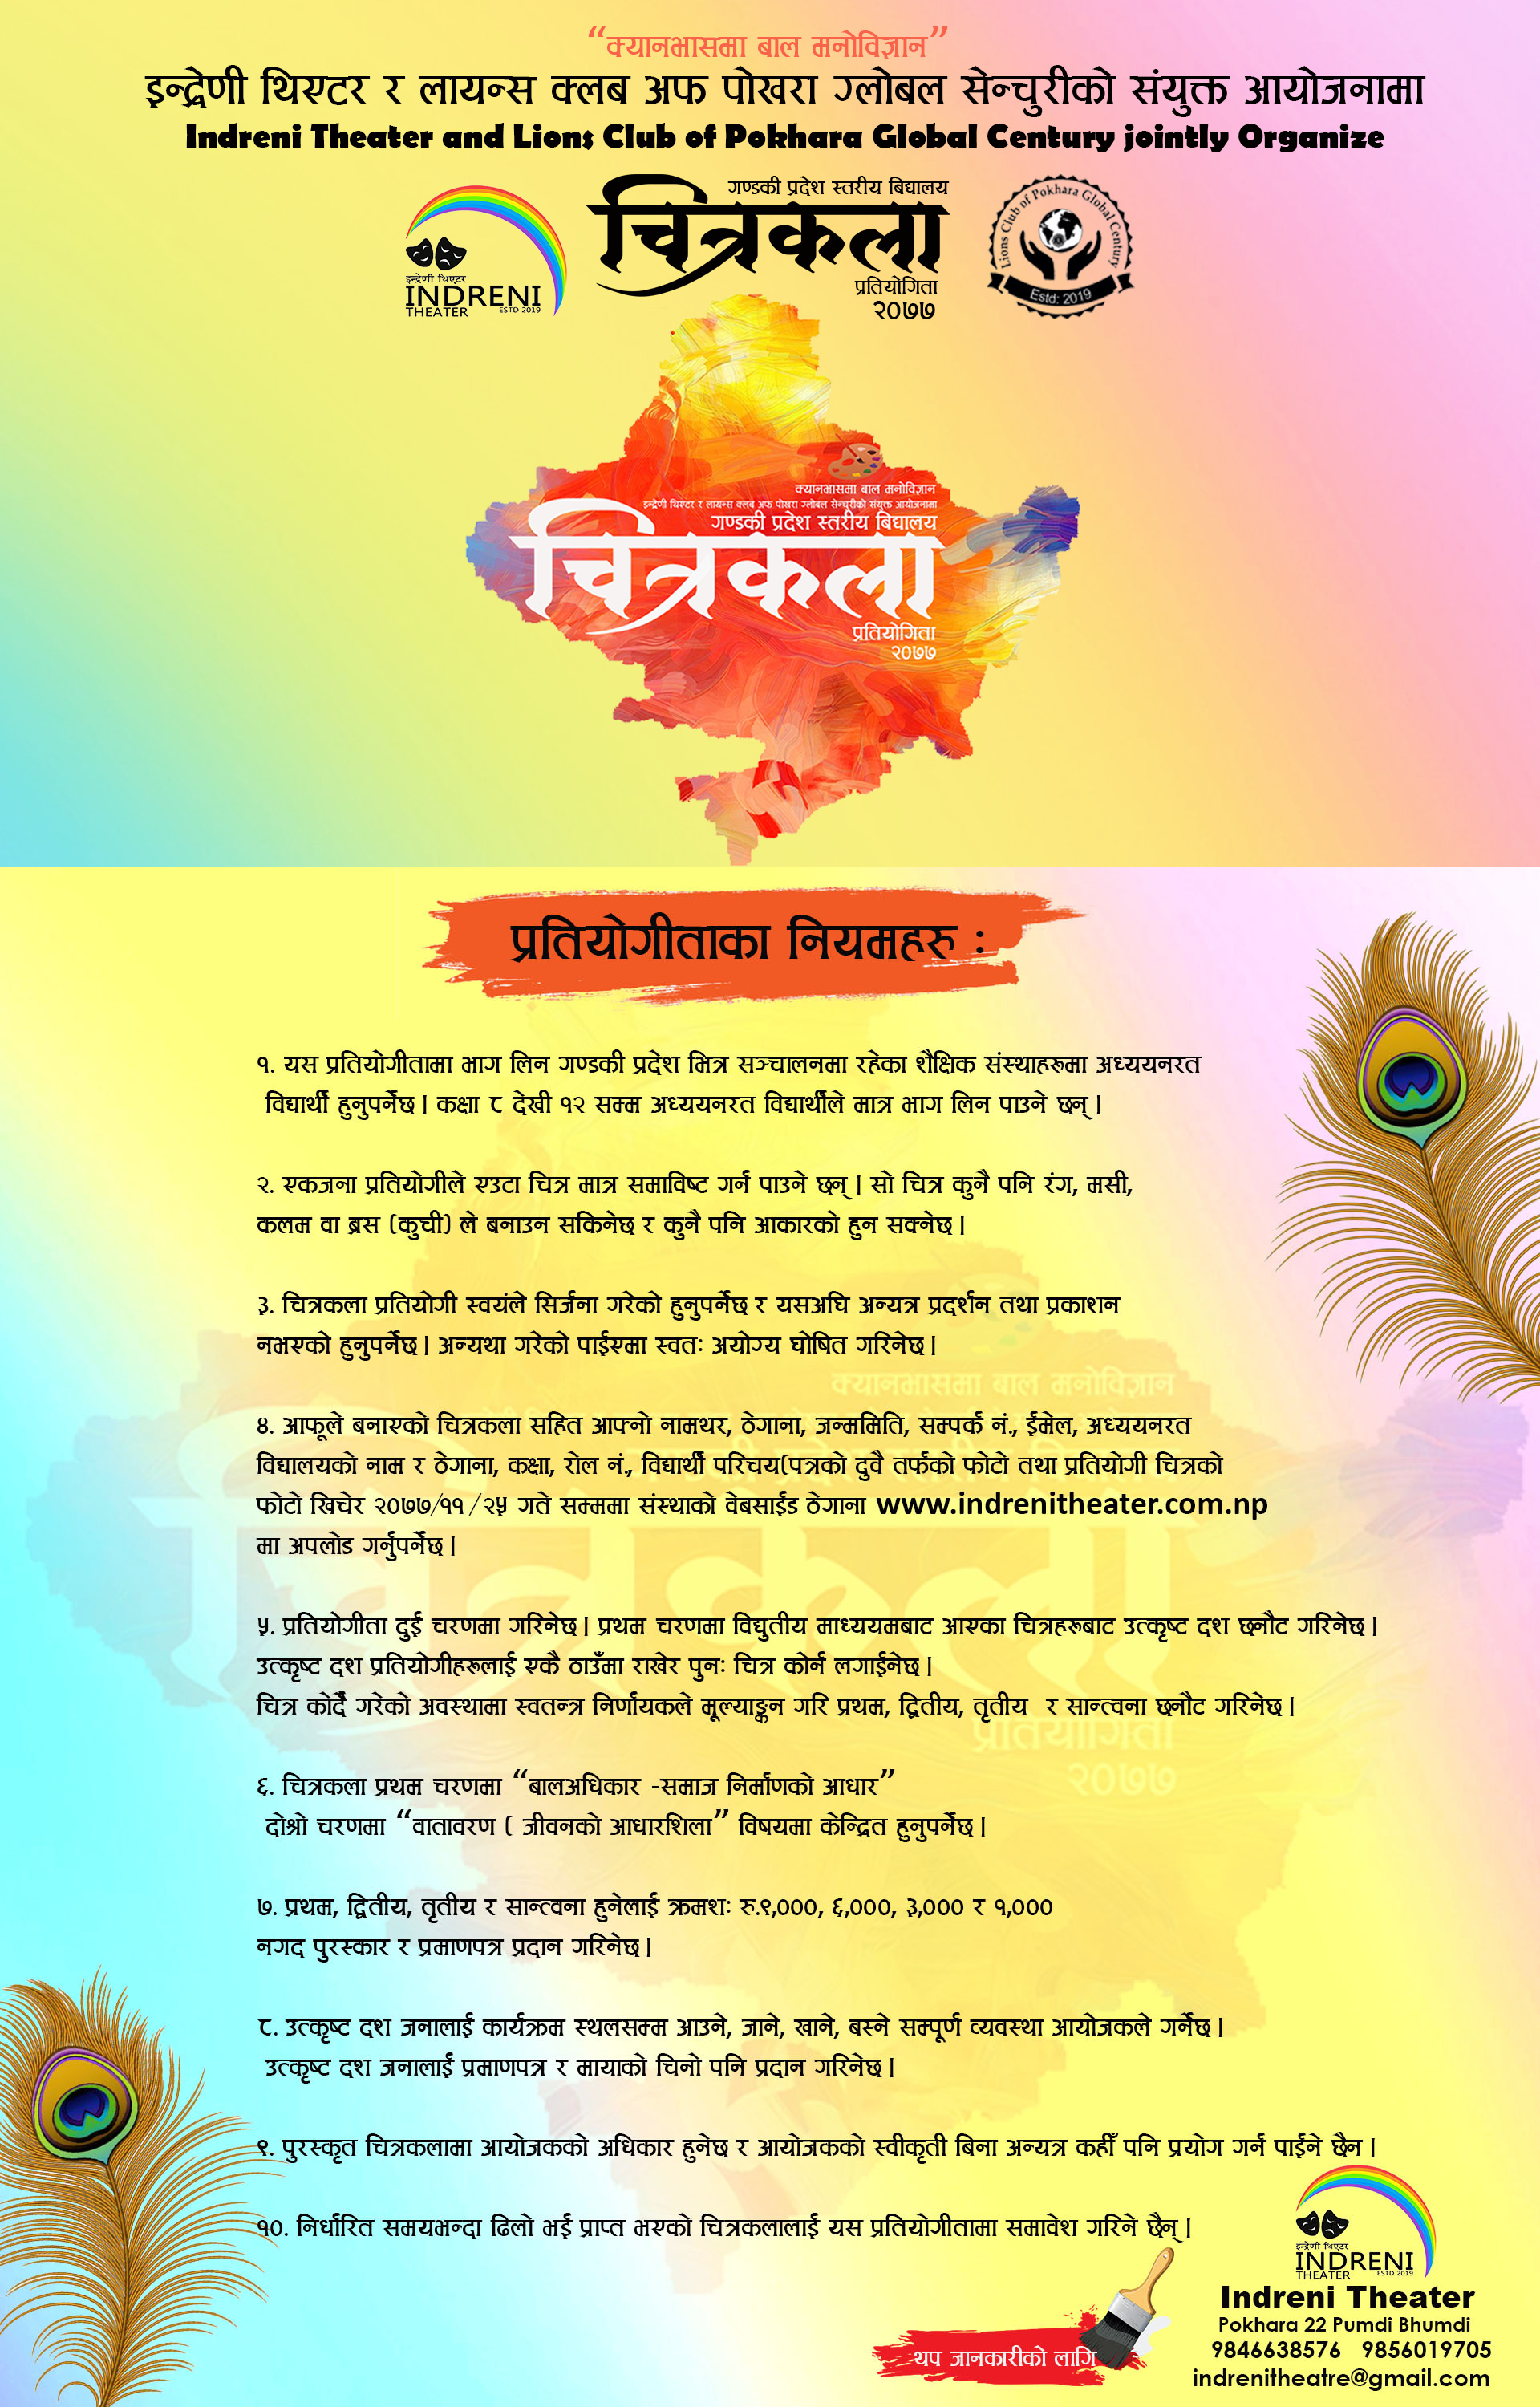 “क्यानभासमा बाल मनोविज्ञान”
इन्द्रेणी थिएटर र लायन्स क्लब अफ पोखरा ग्लोबल सेन्चुरीको संयुक्त आयोजनामा
Indreni Theater and Lions Club of Pokhara Global Century jointly Organize
गण्डकी प्रदेश स्तरीय बिद्यालय
चित्रकला
प्रतियोगिता
२०७७
इन्द्रेणी थिएटर
INDRENI
THEATER ESTD 2019
Lions Club of Pokhara Global Century
Estd: 2019
क्यानभासमा बाल मनोविज्ञान
इन्द्रेणी थिएटर र लायन्स क्लब अफ पोखरा ग्लोबल सेन्चुरीको संयुक्त आयोजनामा
गण्डकी प्रदेश स्तरीय बिद्यालय
चित्रकला
प्रतियोगिता
२०७७
प्रतियोगीताका नियमहरु :
१. यस प्रतियोगीतामा भाग लिन गण्डकी प्रदेश भित्र सञ्चालनमा रहेका शैक्षिक संस्थाहरूमा अध्ययनरत
विद्यार्थी हुनुपर्नेछ। कक्षा ८ देखी १२ सम्म अध्ययनरत विद्यार्थीले मात्र भाग लिन पाउने छन्।
२. एकजना प्रतियोगीले एउटा चित्र मात्र समाविष्ट गर्न पाउने छन्। सो चित्र कुनै पनि रंग, मसी,
कलम वा ब्रस (कुची) ले बनाउन सकिनेछ र कुनै पनि आकारको हुन सक्नेछ।
३. चित्रकला प्रतियोगी स्वयंले सिर्जना गरेको हुनुपर्नेछ र यसअघि अन्यत्र प्रदर्शन तथा प्रकाशन
नभएको हुनुपर्नेछ। अन्यथा गरेको पाईएमा स्वतः अयोग्य घोषित गरिनेछ।
४. आफूले बनाएको चित्रकला सहित आफ्नो नामथर, ठेगाना, जन्ममिति, सम्पर्क नं., ईमेल, अध्ययनरत
विद्यालयको नाम र ठेगाना, कक्षा, रोल नं., विद्यार्थी परिचय(पत्रको दुवै तर्फको फोटो तथा प्रतियोगी चित्रको
फोटो खिचेर २०७७/११/२५ गते सम्ममा संस्थाको वेबसाईड ठेगाना www.indrenitheater.com.np
मा अपलोड गर्नुपर्नेछ।
५. प्रतियोगीता दुई चरणमा गरिनेछ। प्रथम चरणमा विद्युतीय माध्ययमबाट आएका चित्रहरूबाट उत्कृष्ट दश छनौट गरिनेछ।
उत्कृष्ट दश प्रतियोगीहरूलाई एकै ठाउँमा राखेर पुनः चित्र कोर्न लगाईनेछ।
चित्र कोर्दै गरेको अवस्थामा स्वतन्त्र निर्णायकले मूल्याङ्कन गरि प्रथम, द्वितीय, तृतीय र सान्त्वना छनौट गरिनेछ।
६. चित्रकला प्रथम चरणमा “बालअधिकार -समाज निर्माणको आधार”
दोश्रो चरणमा “वातावरण ( जीवनको आधारशिला” विषयमा केन्द्रित हुनुपर्नेछ।
७. प्रथम, द्वितीय, तृतीय र सान्त्वना हुनेलाई क्रमशः रु.९,०००, ६,०००, ३,००० र १,०००
नगद पुरस्कार र प्रमाणपत्र प्रदान गरिनेछ।
८. उत्कृष्ट दश जनालाई कार्यक्रम स्थलसम्म आउने, जाने, खाने, बस्ने सम्पूर्ण व्यवस्था आयोजकले गर्नेछ।
उत्कृष्ट दश जनालाई प्रमाणपत्र र मायाको चिनो पनि प्रदान गरिनेछ।
९. पुरस्कृत चित्रकलामा आयोजकको अधिकार हुनेछ र आयोजकको स्वीकृती बिना अन्यत्र कहीँ पनि प्रयोग गर्न पाईने छैन।
१०. निर्धारित समयभन्दा ढिलो भई प्राप्त भएको चित्रकलालाई यस प्रतियोगीतामा समावेश गरिने छैन्।
क्यानभासमा बाल मनोविज्ञान
चित्रकला
प्रतियोगिता
२०७७
थप जानकारीको लागि
इन्द्रेणी थिएटर
INDRENI
THEATER ESTD 2019
Indreni Theater
Pokhara 22 Pumdi Bhumdi
9846638576 9856019705
indrenitheatre@gmail.com